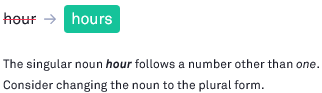 hour → hours
The singular noun hour follows a number other than one.
Consider changing the noun to the plural form.